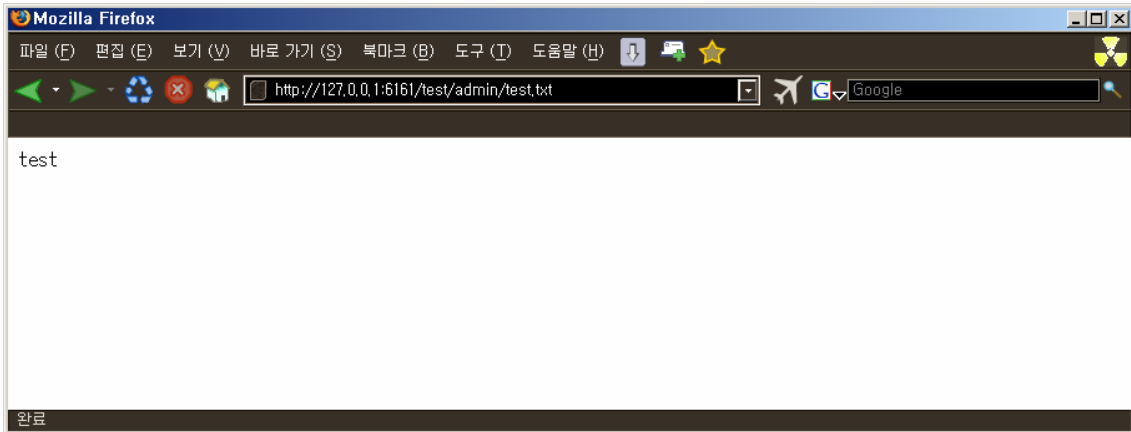 Mozilla Firefox
파일 (F) 편집 (E) 보기 (V) 바로 가기 (S) 북마크 (B) 도구 (T) 도움말 (H)
http://127.0.0.1:6161/test/admin/test.txt G Google
test
완료